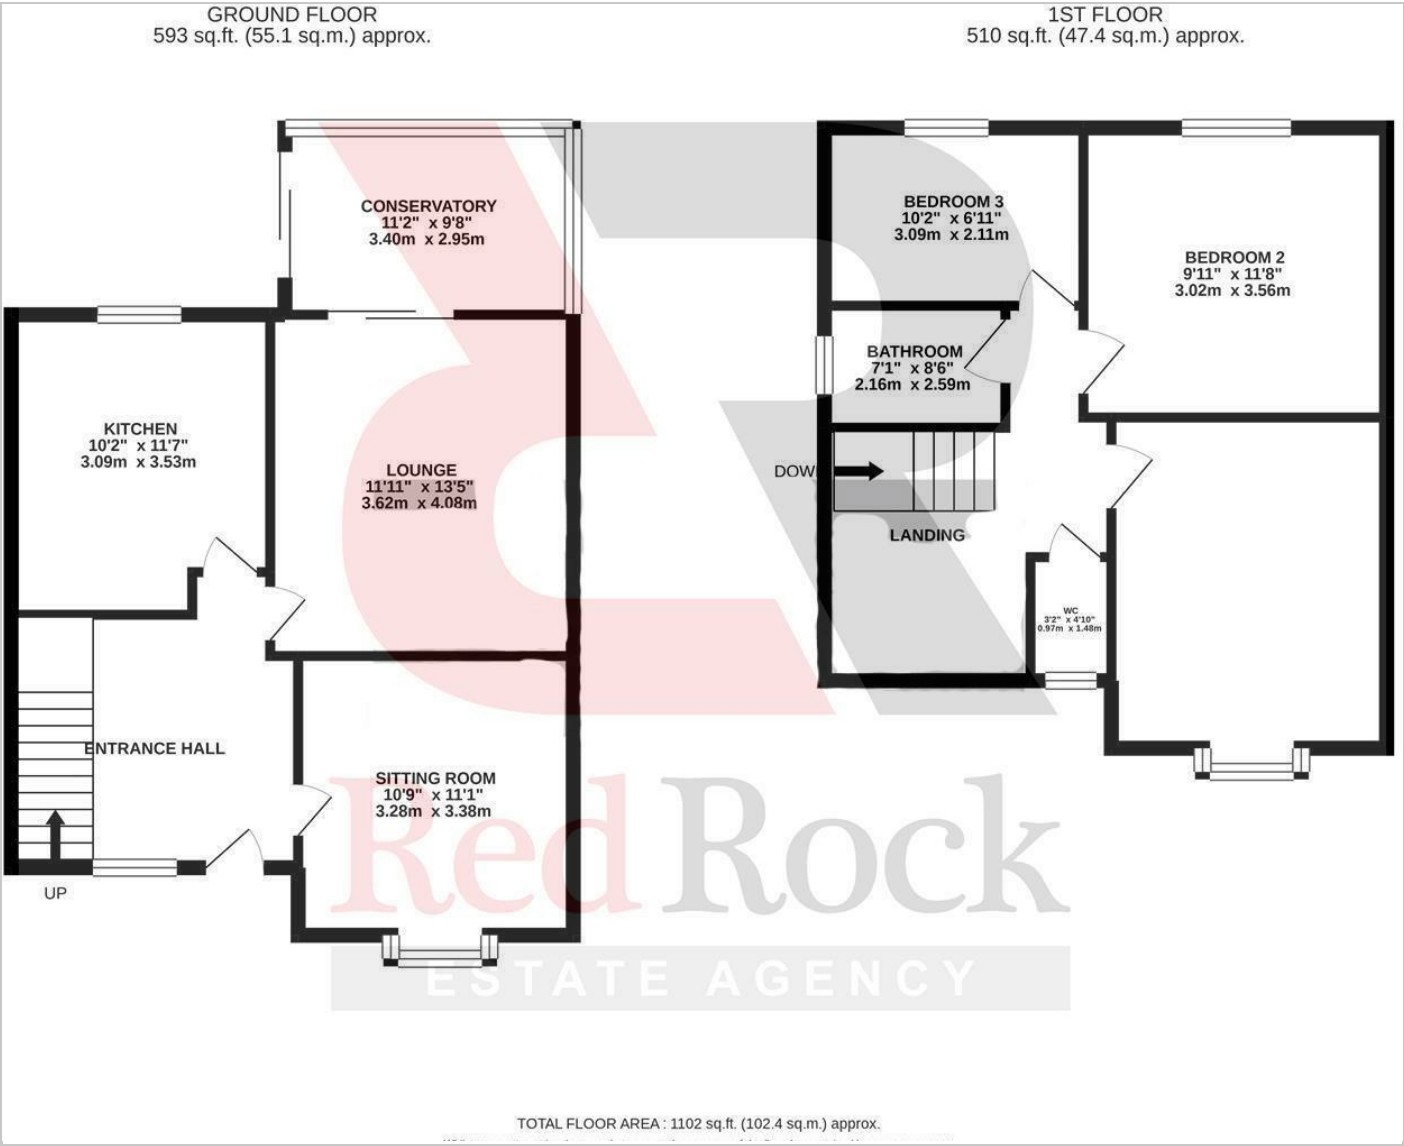 GROUND FLOOR
593 sq.ft. (55.1 sq.m.) approx.
1ST FLOOR
510 sq.ft. (47.4 sq.m.) approx.
CONSERVATORY
11'2" x 9'8"
3.40m x 2.95m
KITCHEN
10'2" x 11'7"
3.09m x 3.53m
LOUNGE
11'11" x 13'5"
3.62m x 4.08m
ENTRANCE HALL
SITTING ROOM
10'9" x 11'1"
3.28m x 3.38m
UP
BEDROOM 3
10'2" x 6'11"
3.09m x 2.11m
BEDROOM 2
9'11" x 11'8"
3.02m x 3.56m
BATHROOM
7'1" x 8'6"
2.16m x 2.59m
DOW
LANDING
WC
3'2" x 4'10"
0.97m x 1.48m
RedRock
ESTATE AGENCY
TOTAL FLOOR AREA : 1102 sq.ft. (102.4 sq.m.) approx.